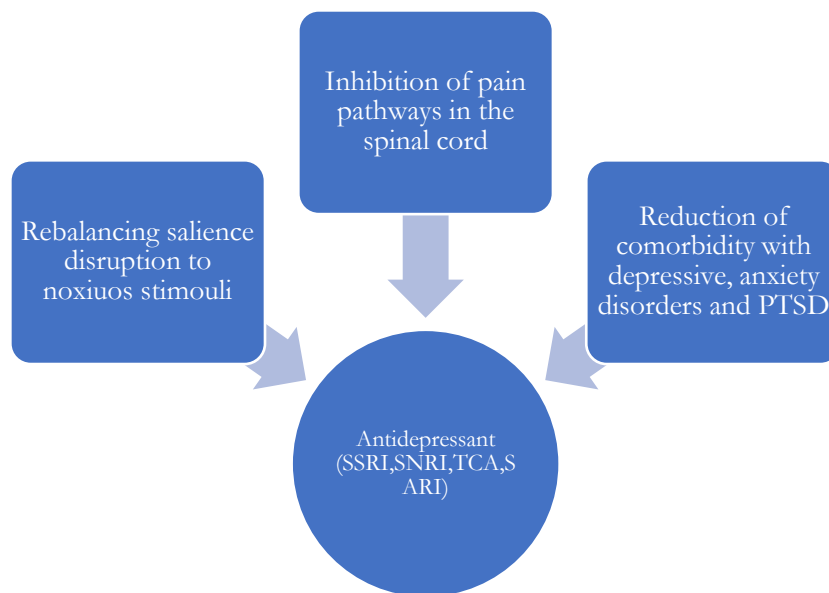 Inhibition of pain
pathways in the
spinal cord
Rebalancing salience
disruption to
noxiuos stimouli
Reduction of
comorbidity with
depressive, anxiety
disorders and PTSD
Antidepressant
(SSRI,SNRI,TCA,S
ARI)